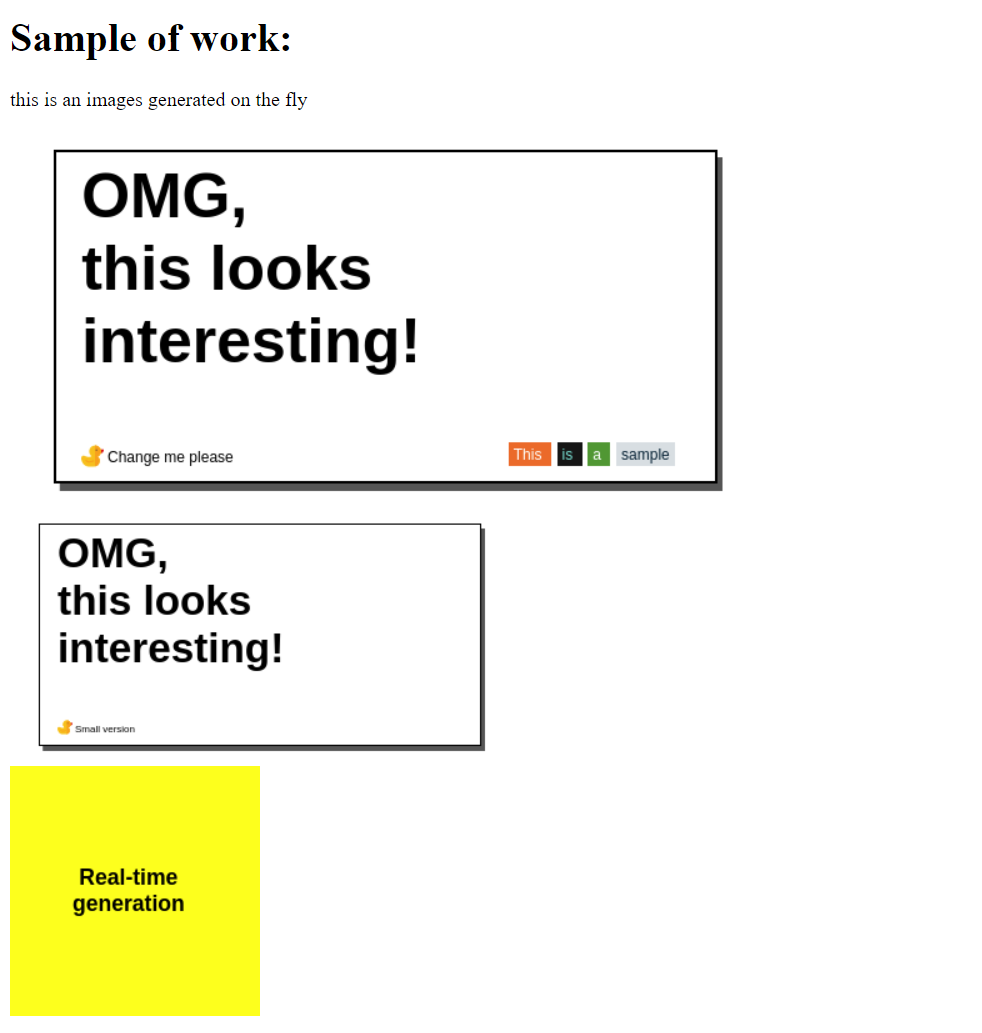 Sample of work:
this is an images generated on the fly
OMG,
this looks
interesting!
Change me please
This is a sample
OMG,
this looks
interesting!
Small version
Real-time
generation